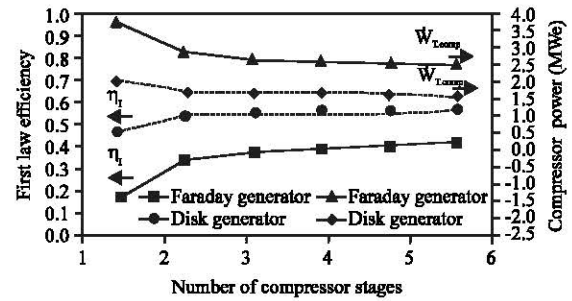 First law efficiency
1.0
0.9
0.8
0.7
0.6
0.5
0.4
0.3
0.2
0.1
0.0
η_I
η_I
Ẇ_T,comp
Ẇ_T,comp
Faraday generator
Faraday generator
Disk generator
Disk generator
4.0
3.5
3.0
2.5
2.0
1.5
1.0
0.5
0.0
-0.5
-1.0
-1.5
-2.0
-2.5
Compressor power (MWe)
1
2
3
4
5
6
Number of compressor stages